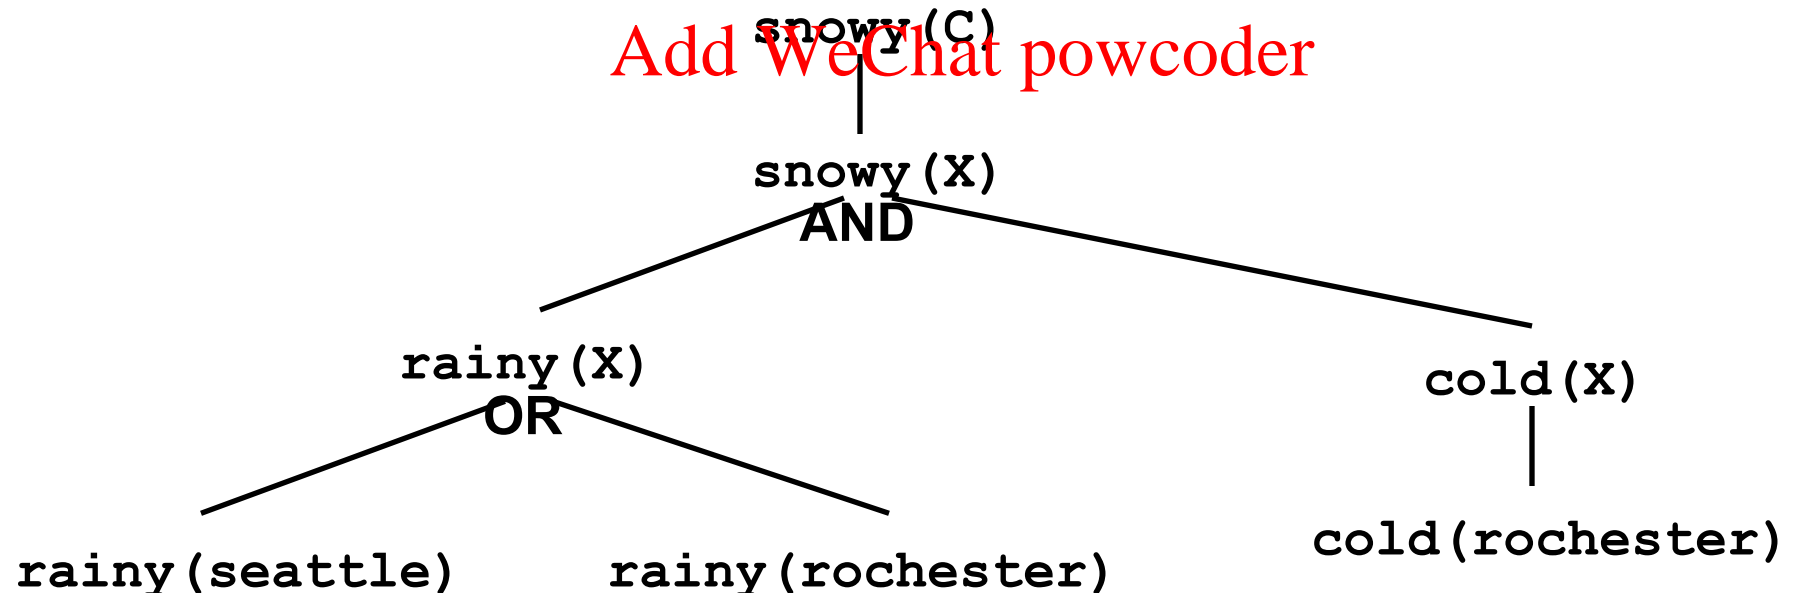 snowy(C)
Add WeChat powcoder
snowy(X)
AND
rainy(X)
cold(X)
OR
cold(rochester)
rainy(seattle) rainy(rochester)